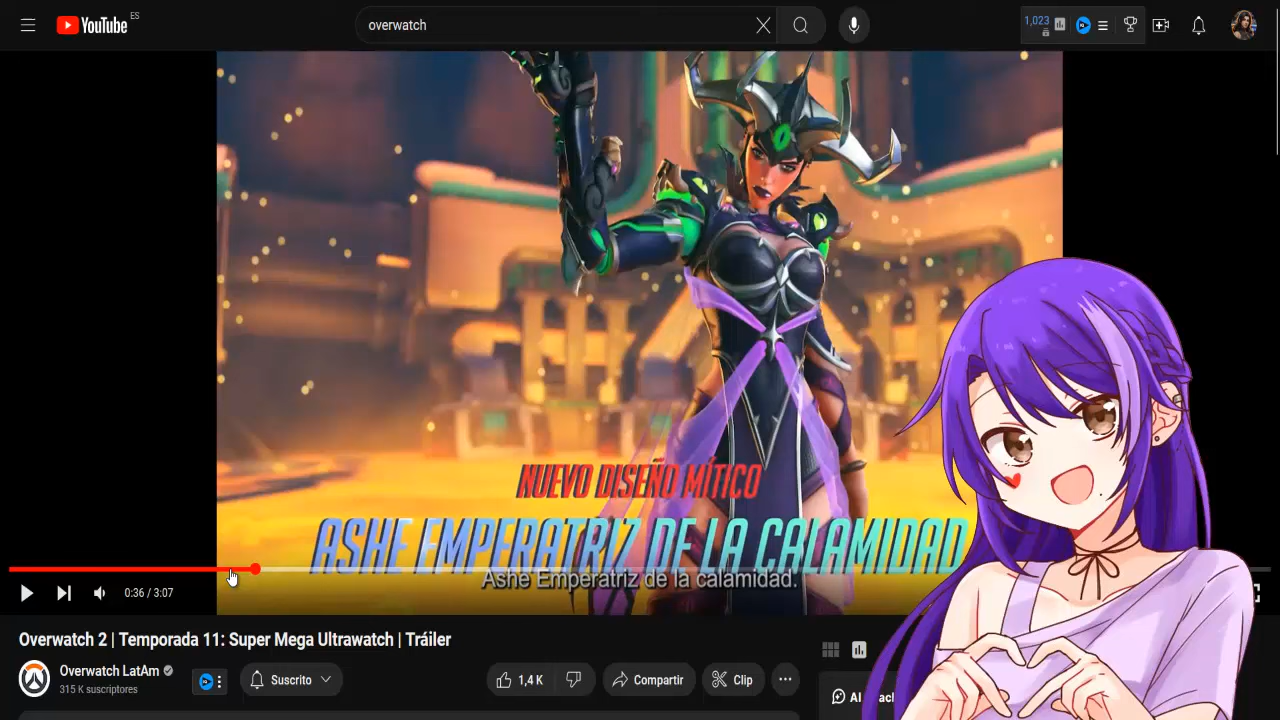 YouTube ES
overwatch
1,023
NUEVO DISEÑO MÍTICO
ASHE EMPERATRIZ DE LA CALAMIDAD
Ashe Emperatriz de la calamidad.
0:36 / 3:07
Overwatch 2 | Temporada 11: Super Mega Ultrawatch | Tráiler
Overwatch LatAm
315 K suscriptores
Suscrito
1,4 K
Compartir
Clip
AI